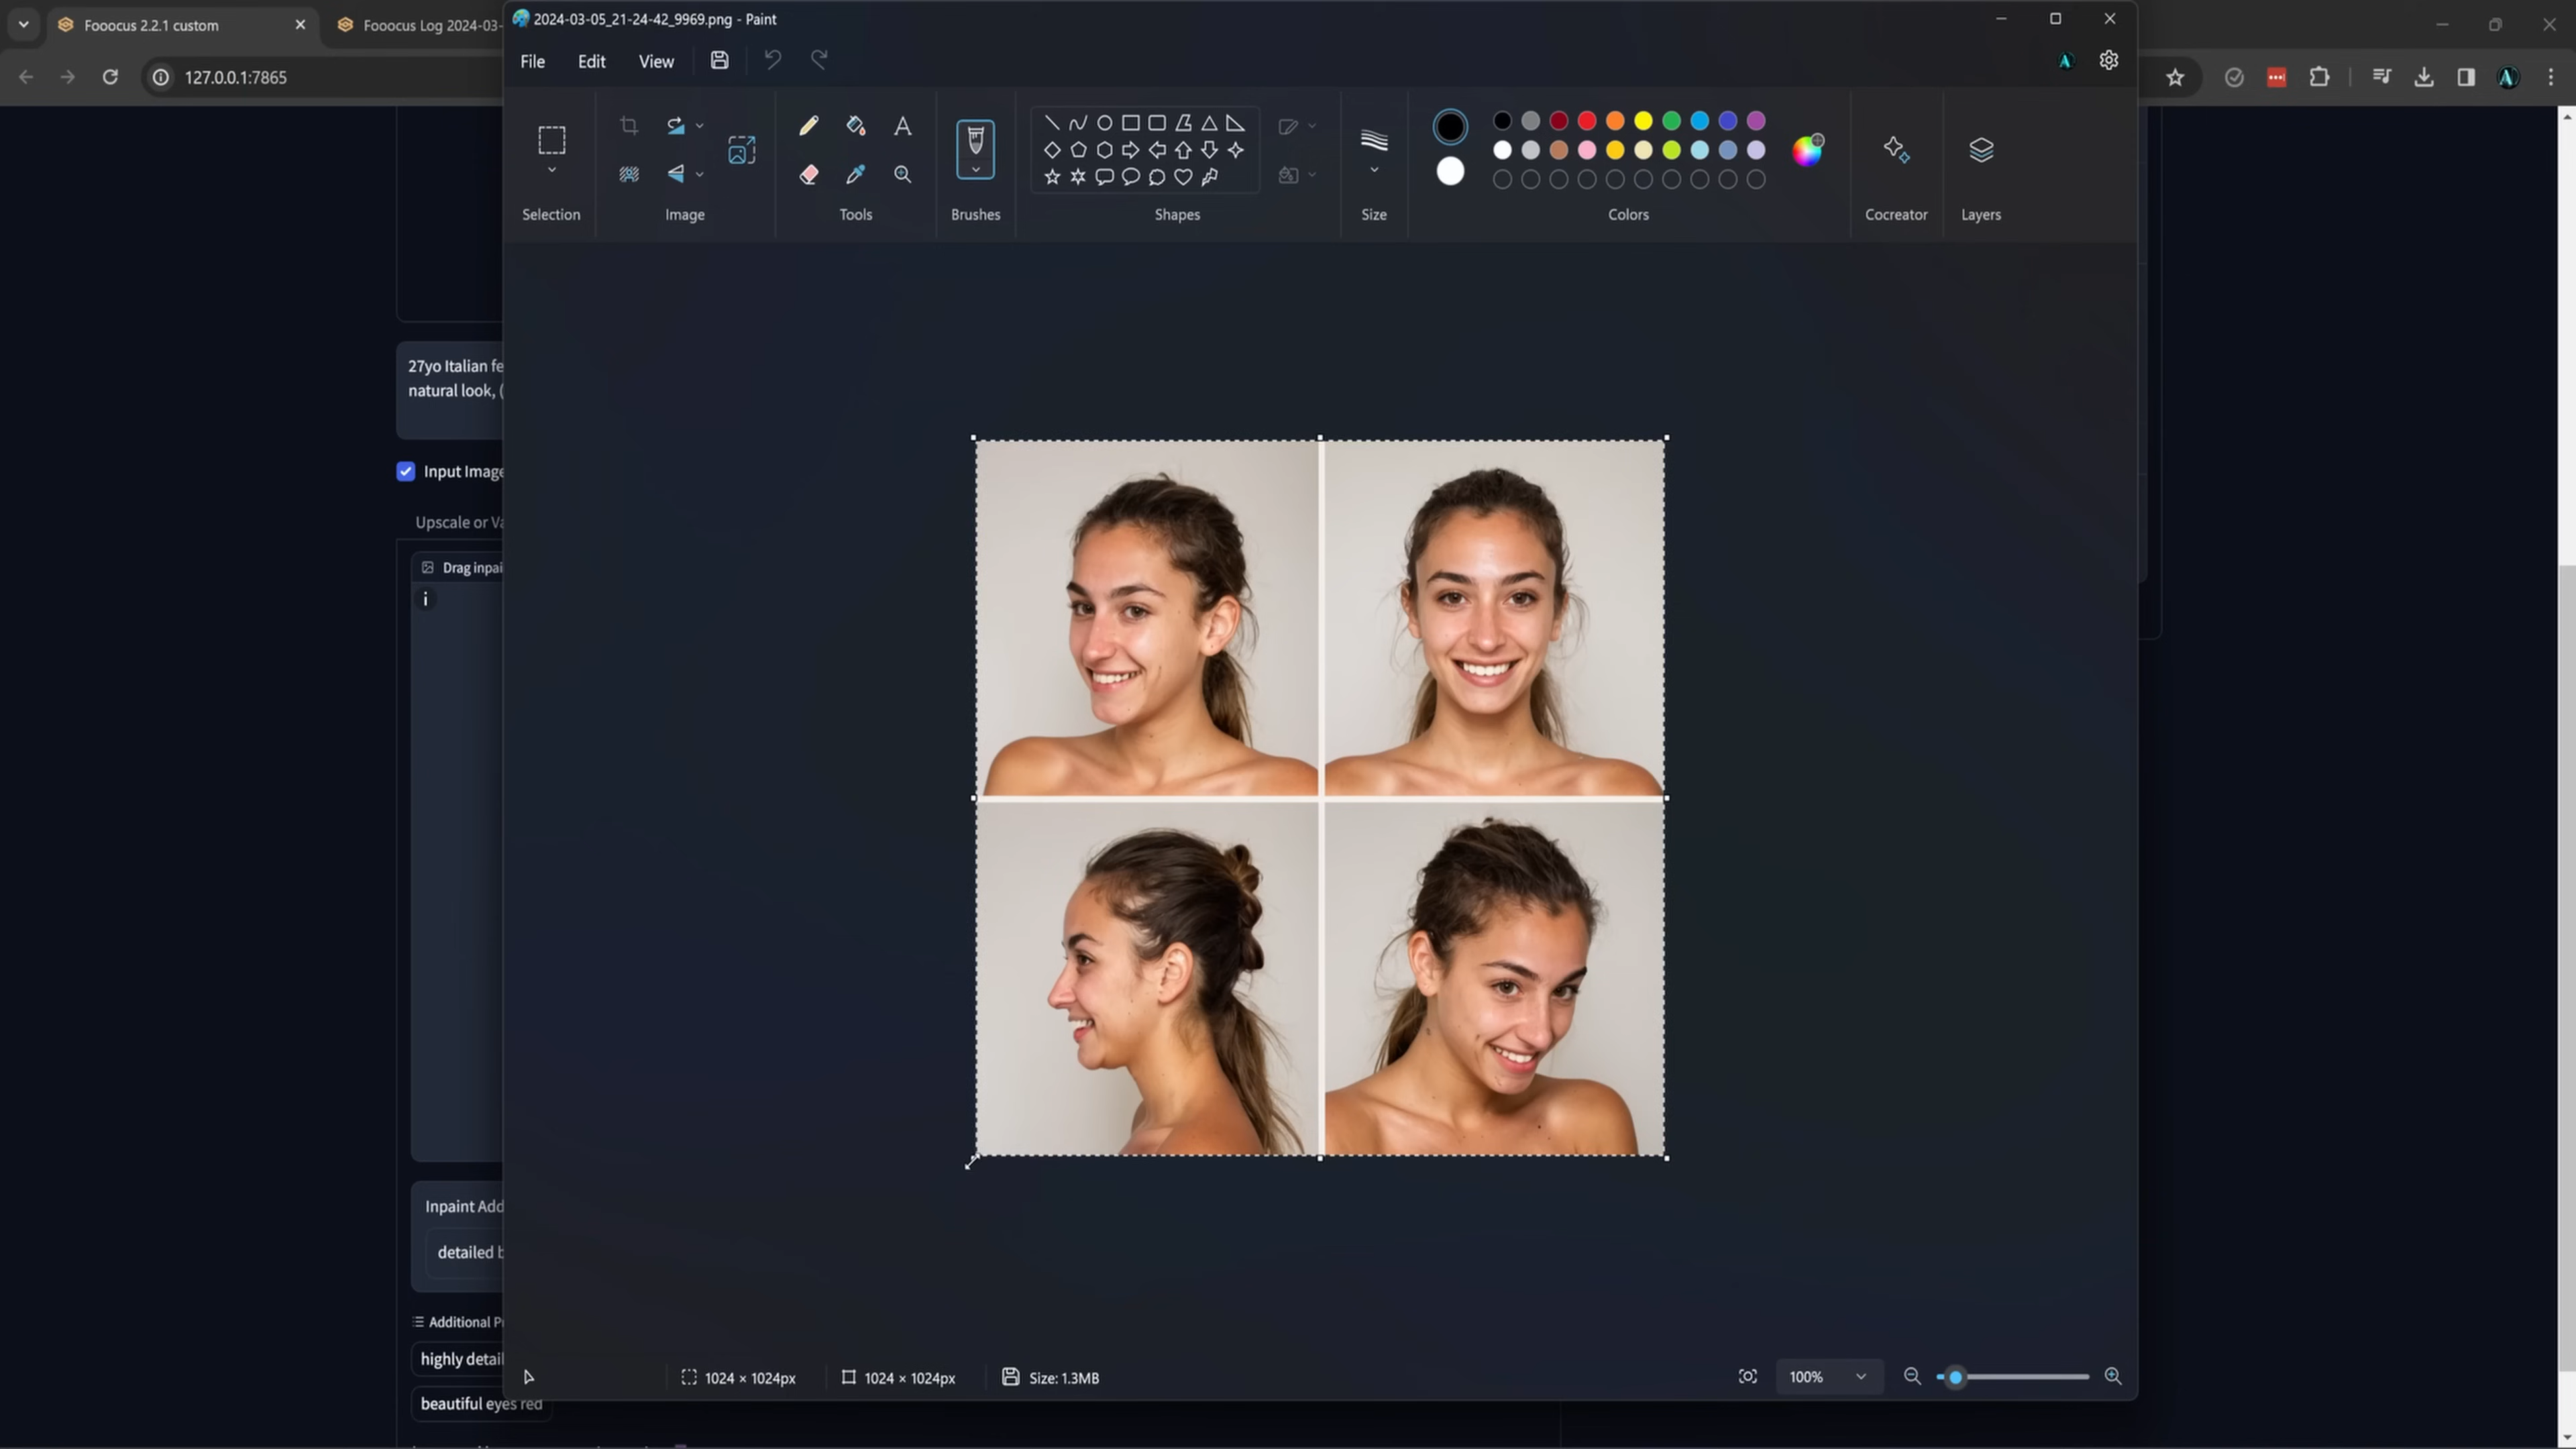 Fooocus 2.2.1 custom
Fooocus Log 2024-03-
2024-03-05_21-24-42_9969.png - Paint
127.0.0.1:7865
File
Edit
View
Selection
Image
Tools
Brushes
Shapes
Size
Colors
Cocreator
Layers
27yo Italian fe
natural look, (
Input Image
Upscale or Va
Drag inpai
Inpaint Add
detailed b
Additional P
highly detail
beautiful eyes red
1024 × 1024px
1024 × 1024px
Size: 1.3MB
100%